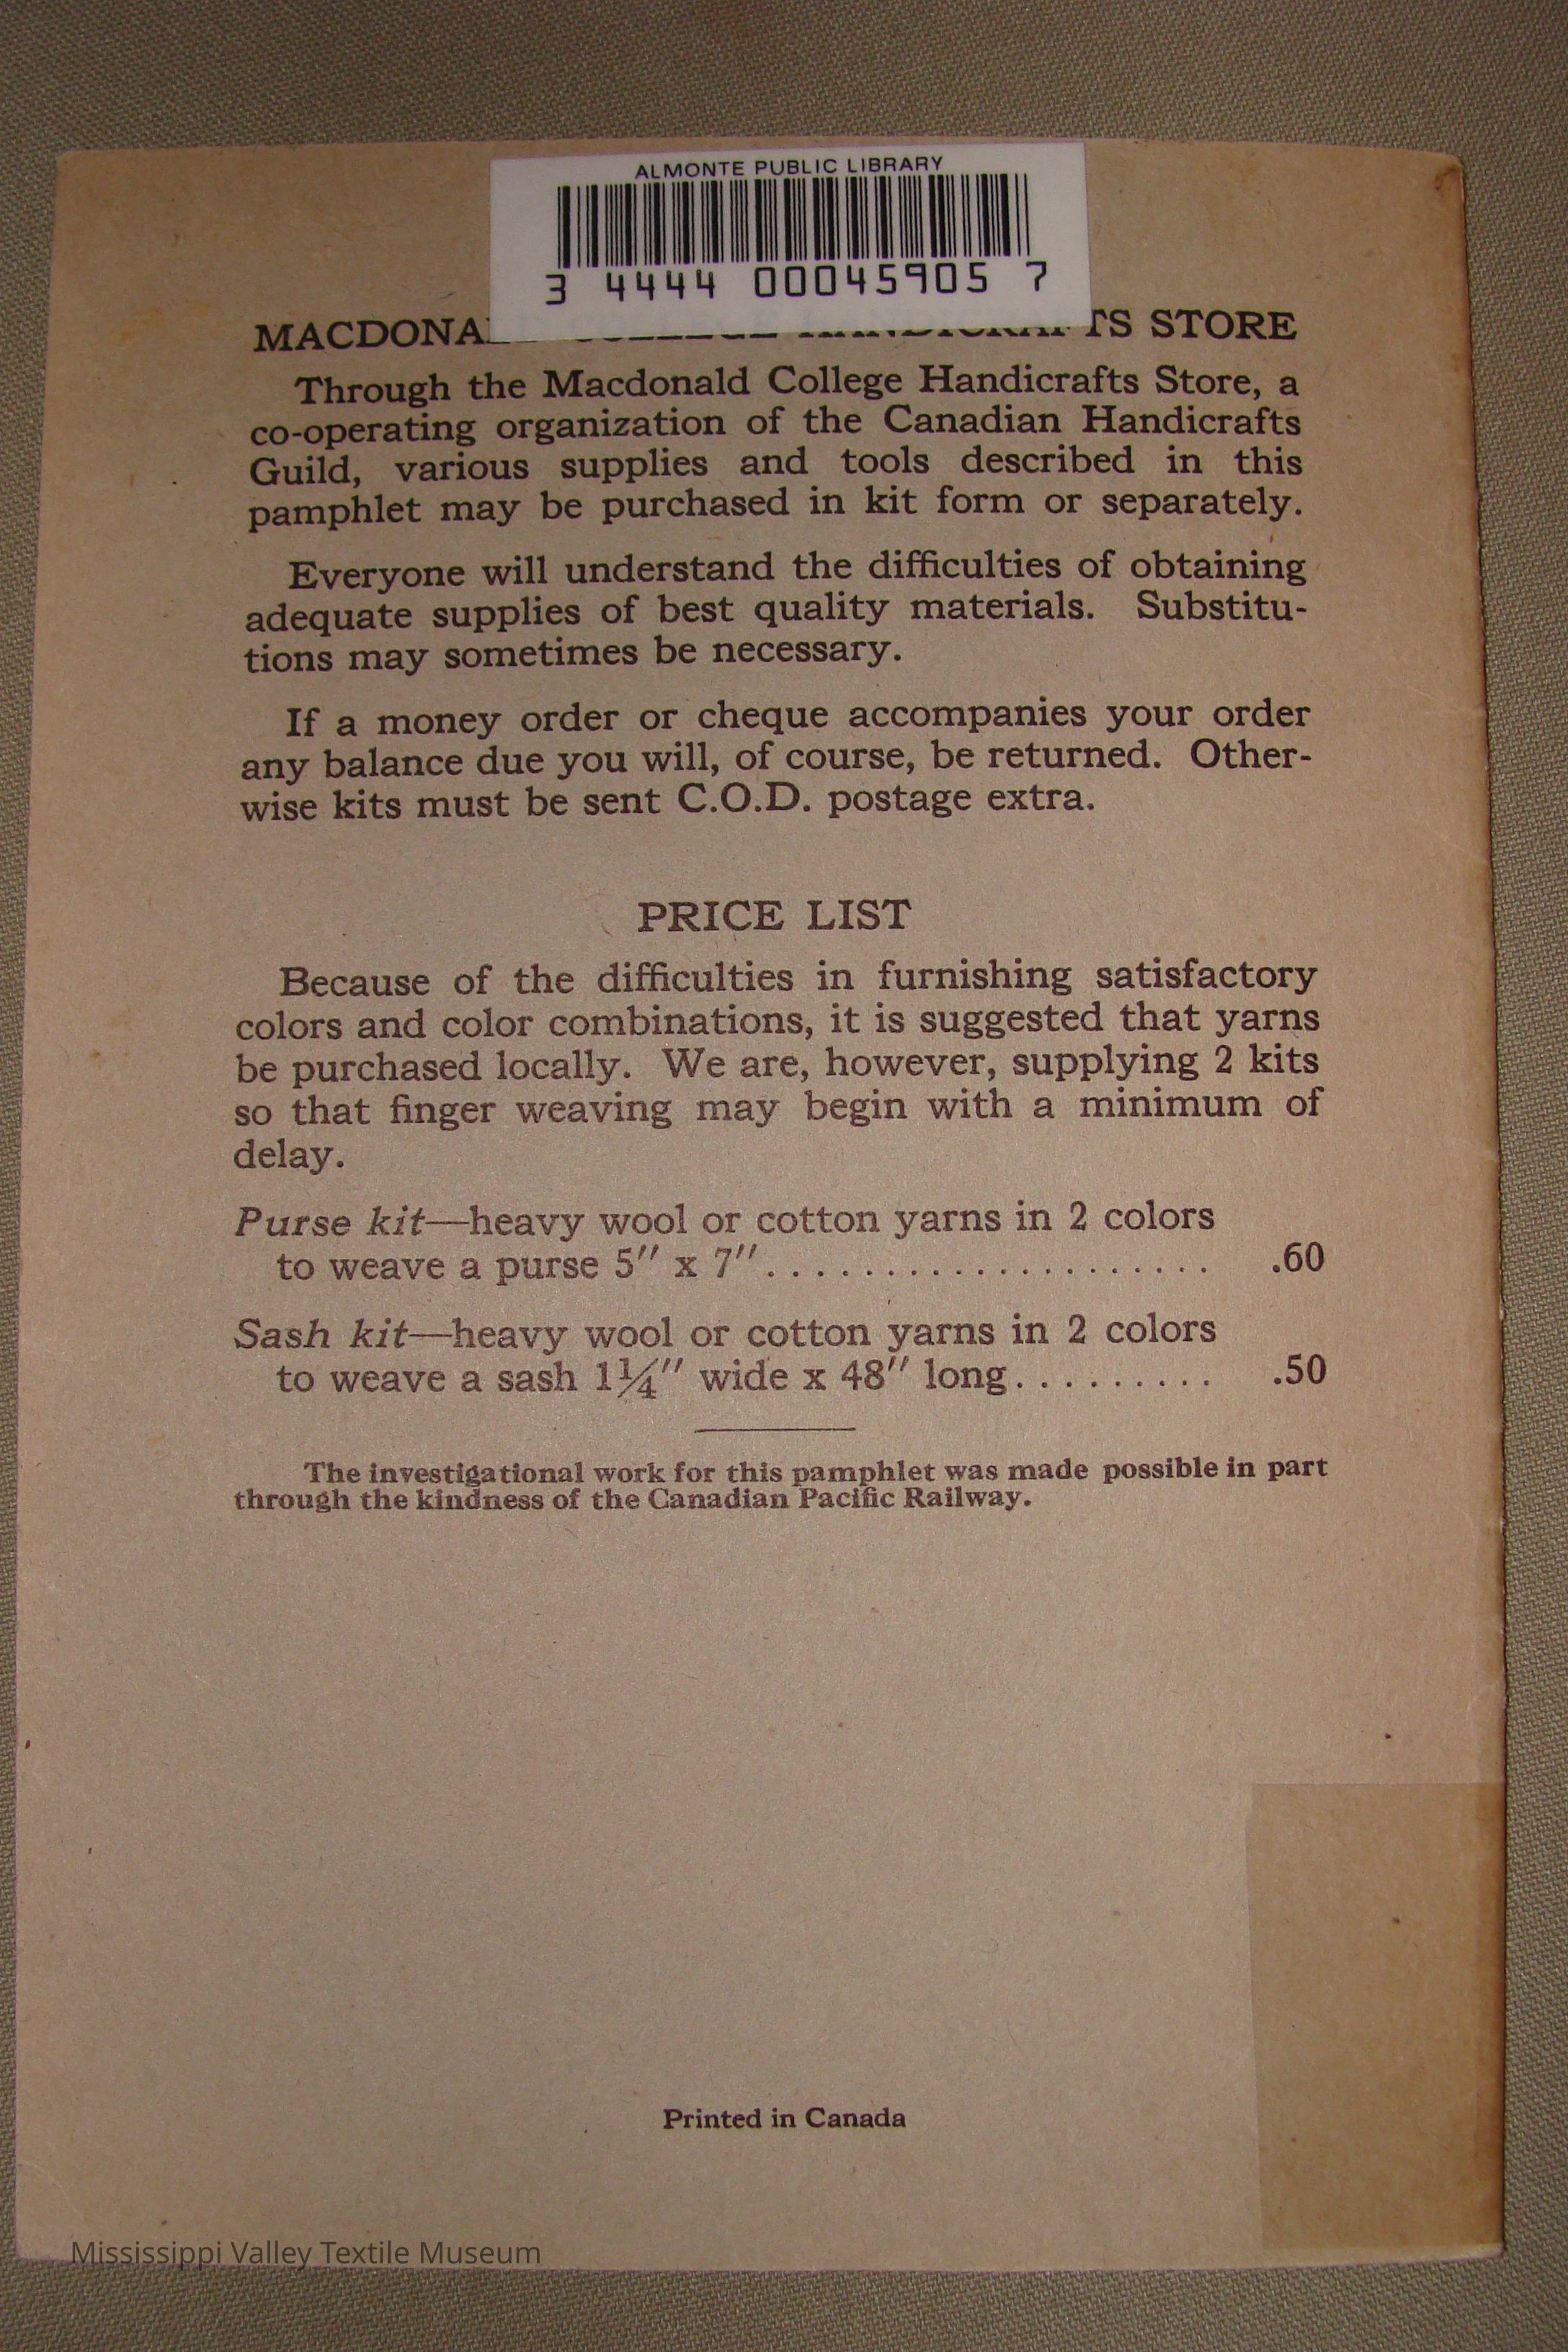 ALMONTE PUBLIC LIBRARY
3 4444 00045905 7
MACDONALD COLLEGE HANDICRAFTS STORE
Through the Macdonald College Handicrafts Store, a
co-operating organization of the Canadian Handicrafts
Guild, various supplies and tools described in this
pamphlet may be purchased in kit form or separately.
Everyone will understand the difficulties of obtaining
adequate supplies of best quality materials. Substitu-
tions may sometimes be necessary.
If a money order or cheque accompanies your order
any balance due you will, of course, be returned. Other-
wise kits must be sent C.O.D. postage extra.
PRICE LIST
Because of the difficulties in furnishing satisfactory
colors and color combinations, it is suggested that yarns
be purchased locally. We are, however, supplying 2 kits
so that finger weaving may begin with a minimum of
delay.
Purse kit—heavy wool or cotton yarns in 2 colors
to weave a purse 5″ x 7″.................... .60
Sash kit—heavy wool or cotton yarns in 2 colors
to weave a sash 1¼″ wide x 48″ long......... .50
The investigational work for this pamphlet was made possible in part
through the kindness of the Canadian Pacific Railway.
Printed in Canada
Mississippi Valley Textile Museum